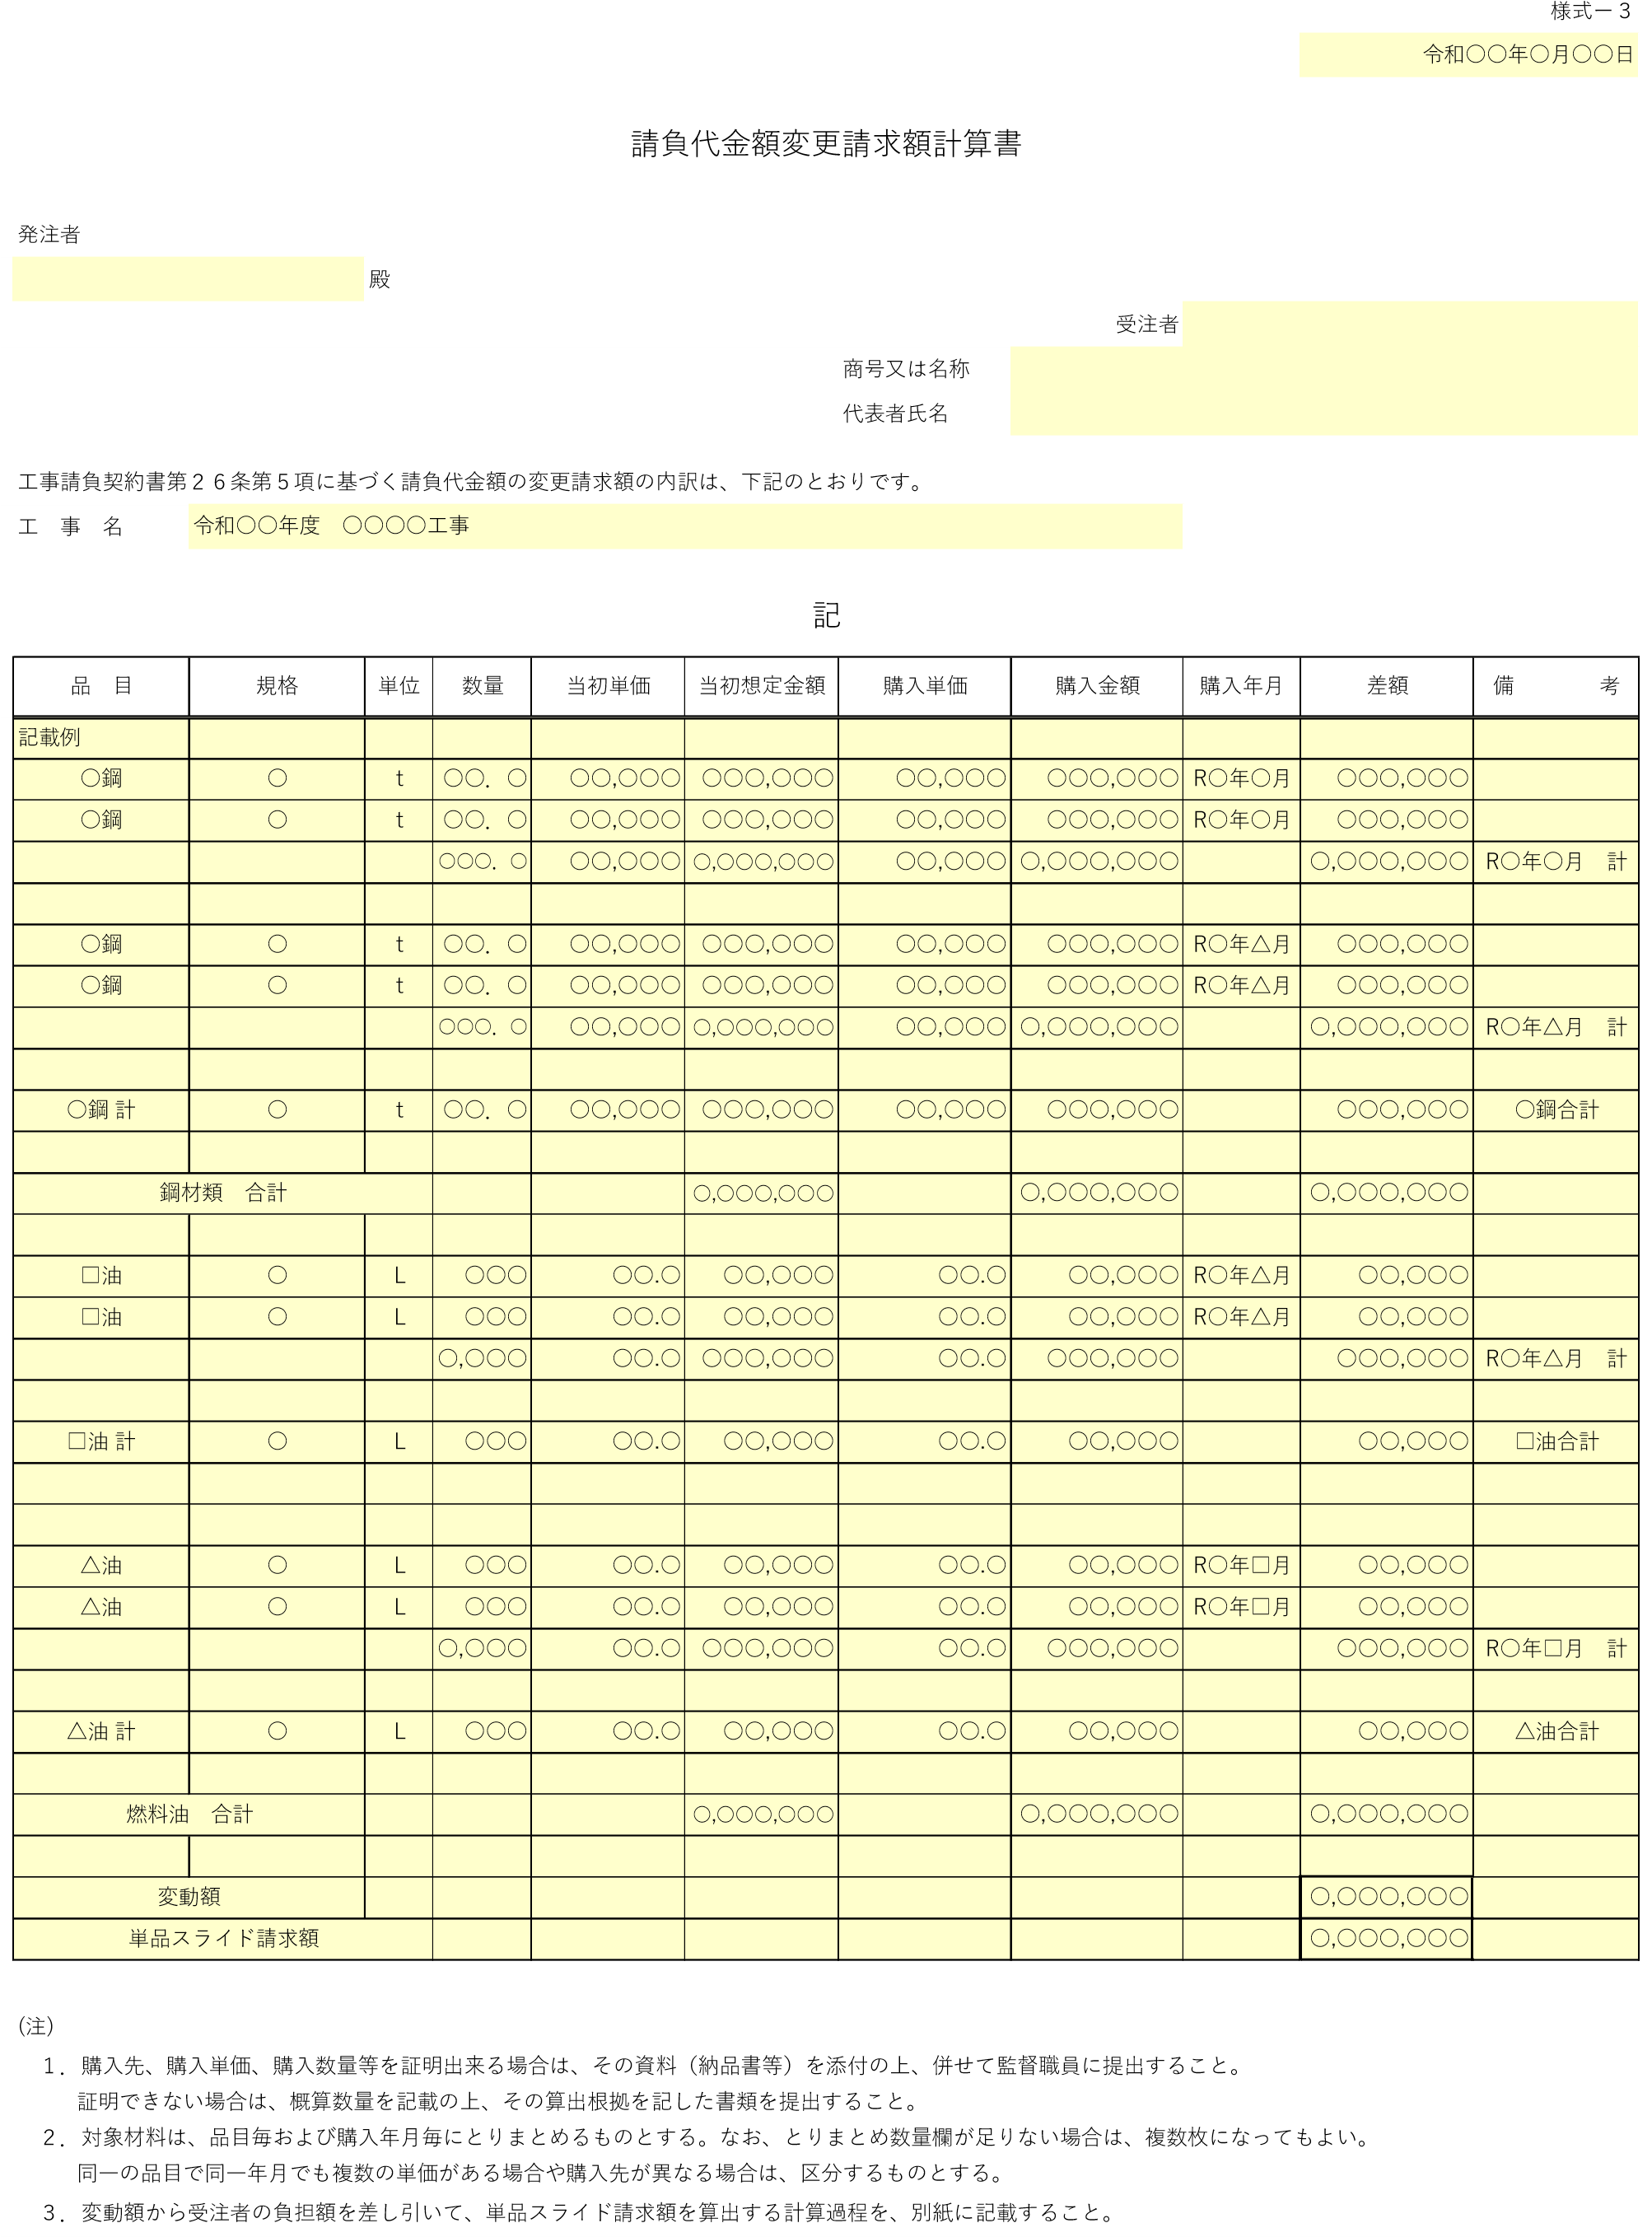 様式－３
令和〇〇年〇月〇〇日
請負代金額変更請求額計算書
発注者
殿
受注者
商号又は名称
代表者氏名
工事請負契約書第２６条第５項に基づく請負代金額の変更請求額の内訳は、下記のとおりです。
工　事　名　令和〇〇年度　〇〇〇〇工事
記
品　目 規格 単位 数量 当初単価 当初想定金額 購入単価 購入金額 購入年月 差額 備　考
記載例
〇鋼 〇 t 〇〇．〇 〇〇,〇〇〇 〇〇〇,〇〇〇 〇〇,〇〇〇 〇〇〇,〇〇〇 R〇年〇月 〇〇〇,〇〇〇
〇鋼 〇 t 〇〇．〇 〇〇,〇〇〇 〇〇〇,〇〇〇 〇〇,〇〇〇 〇〇〇,〇〇〇 R〇年〇月 〇〇〇,〇〇〇
〇〇〇．〇 〇〇,〇〇〇 〇,〇〇〇,〇〇〇 〇〇,〇〇〇 〇,〇〇〇,〇〇〇 〇,〇〇〇,〇〇〇 R〇年〇月　計
〇鋼 〇 t 〇〇．〇 〇〇,〇〇〇 〇〇〇,〇〇〇 〇〇,〇〇〇 〇〇〇,〇〇〇 R〇年△月 〇〇〇,〇〇〇
〇鋼 〇 t 〇〇．〇 〇〇,〇〇〇 〇〇〇,〇〇〇 〇〇,〇〇〇 〇〇〇,〇〇〇 R〇年△月 〇〇〇,〇〇〇
〇〇〇．〇 〇〇,〇〇〇 〇,〇〇〇,〇〇〇 〇〇,〇〇〇 〇,〇〇〇,〇〇〇 〇,〇〇〇,〇〇〇 R〇年△月　計
〇鋼 計 〇 t 〇〇．〇 〇〇,〇〇〇 〇〇〇,〇〇〇 〇〇,〇〇〇 〇〇〇,〇〇〇 〇〇〇,〇〇〇 〇鋼合計
鋼材類　合計 〇,〇〇〇,〇〇〇 〇,〇〇〇,〇〇〇 〇,〇〇〇,〇〇〇
□油 〇 L 〇〇〇 〇〇.〇 〇〇,〇〇〇 〇〇.〇 〇〇,〇〇〇 R〇年△月 〇〇,〇〇〇
□油 〇 L 〇〇〇 〇〇.〇 〇〇,〇〇〇 〇〇.〇 〇〇,〇〇〇 R〇年△月 〇〇,〇〇〇
〇,〇〇〇 〇〇.〇 〇〇〇,〇〇〇 〇〇.〇 〇〇〇,〇〇〇 〇〇〇,〇〇〇 R〇年△月　計
□油 計 〇 L 〇〇〇 〇〇.〇 〇〇,〇〇〇 〇〇.〇 〇〇,〇〇〇 〇〇,〇〇〇 □油合計
△油 〇 L 〇〇〇 〇〇.〇 〇〇,〇〇〇 〇〇.〇 〇〇,〇〇〇 R〇年□月 〇〇,〇〇〇
△油 〇 L 〇〇〇 〇〇.〇 〇〇,〇〇〇 〇〇.〇 〇〇,〇〇〇 R〇年□月 〇〇,〇〇〇
〇,〇〇〇 〇〇.〇 〇〇〇,〇〇〇 〇〇.〇 〇〇〇,〇〇〇 〇〇〇,〇〇〇 R〇年□月　計
△油 計 〇 L 〇〇〇 〇〇.〇 〇〇,〇〇〇 〇〇.〇 〇〇,〇〇〇 〇〇,〇〇〇 △油合計
燃料油　合計 〇,〇〇〇,〇〇〇 〇,〇〇〇,〇〇〇 〇,〇〇〇,〇〇〇
変動額 〇,〇〇〇,〇〇〇
単品スライド請求額 〇,〇〇〇,〇〇〇
（注）
１．購入先、購入単価、購入数量等を証明出来る場合は、その資料（納品書等）を添付の上、併せて監督職員に提出すること。
証明できない場合は、概算数量を記載の上、その算出根拠を記した書類を提出すること。
２．対象材料は、品目毎および購入年月毎にとりまとめるものとする。なお、とりまとめ数量欄が足りない場合は、複数枚になってもよい。
同一の品目で同一年月でも複数の単価がある場合や購入先が異なる場合は、区分するものとする。
３．変動額から受注者の負担額を差し引いて、単品スライド請求額を算出する計算過程を、別紙に記載すること。